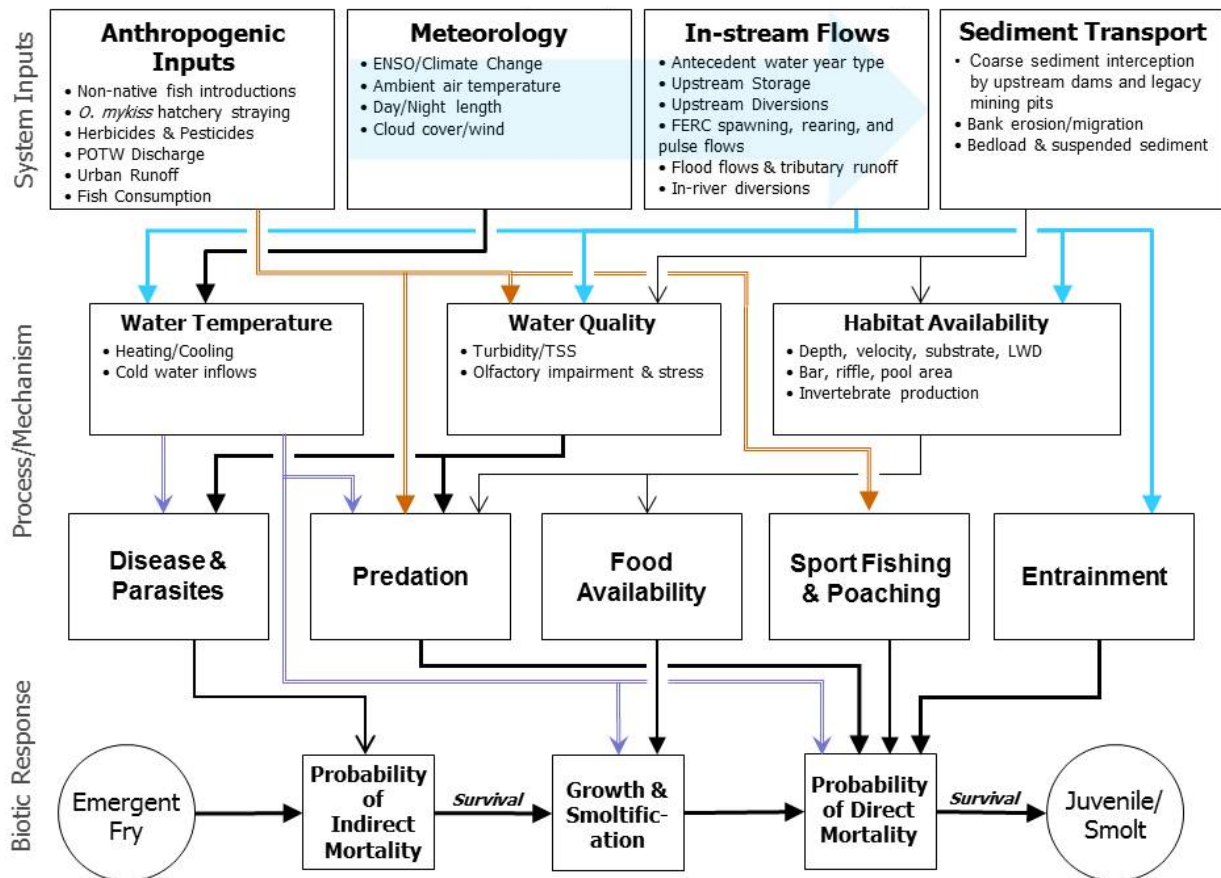 System Inputs
Anthropogenic
Inputs
• Non-native fish introductions
• O. mykiss hatchery straying
• Herbicides & Pesticides
• POTW Discharge
• Urban Runoff
• Fish Consumption
Meteorology
• ENSO/Climate Change
• Ambient air temperature
• Day/Night length
• Cloud cover/wind
In-stream Flows
• Antecedent water year type
• Upstream Storage
• Upstream Diversions
• FERC spawning, rearing, and
pulse flows
• Flood flows & tributary runoff
• In-river diversions
Sediment Transport
• Coarse sediment interception
by upstream dams and legacy
mining pits
• Bank erosion/migration
• Bedload & suspended sediment
Process/Mechanism
Water Temperature
• Heating/Cooling
• Cold water inflows
Water Quality
• Turbidity/TSS
• Olfactory impairment & stress
Habitat Availability
• Depth, velocity, substrate, LWD
• Bar, riffle, pool area
• Invertebrate production
Disease &
Parasites
Predation
Food
Availability
Sport Fishing
& Poaching
Entrainment
Biotic Response
Emergent
Fry
Probability
of
Indirect
Mortality
Survival
Growth &
Smoltific-
ation
Probability
of Direct
Mortality
Survival
Juvenile/
Smolt